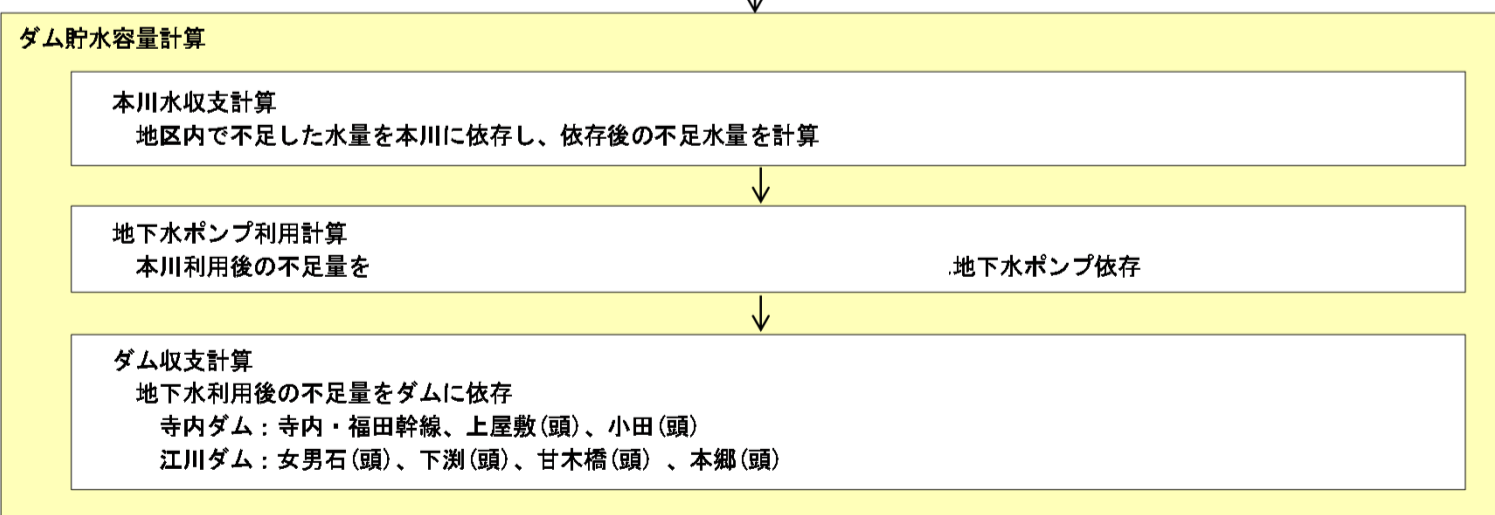 ダム貯水容量計算
本川水収支計算
地区内で不足した水量を本川に依存し、依存後の不足水量を計算
地下水ポンプ利用計算
本川利用後の不足量を 地下水ポンプ依存
ダム収支計算
地下水利用後の不足量をダムに依存
寺内ダム：寺内・福田幹線、上屋敷(頭)、小田(頭)
江川ダム：女男石(頭)、下渕(頭)、甘木橋(頭) 、本郷(頭)